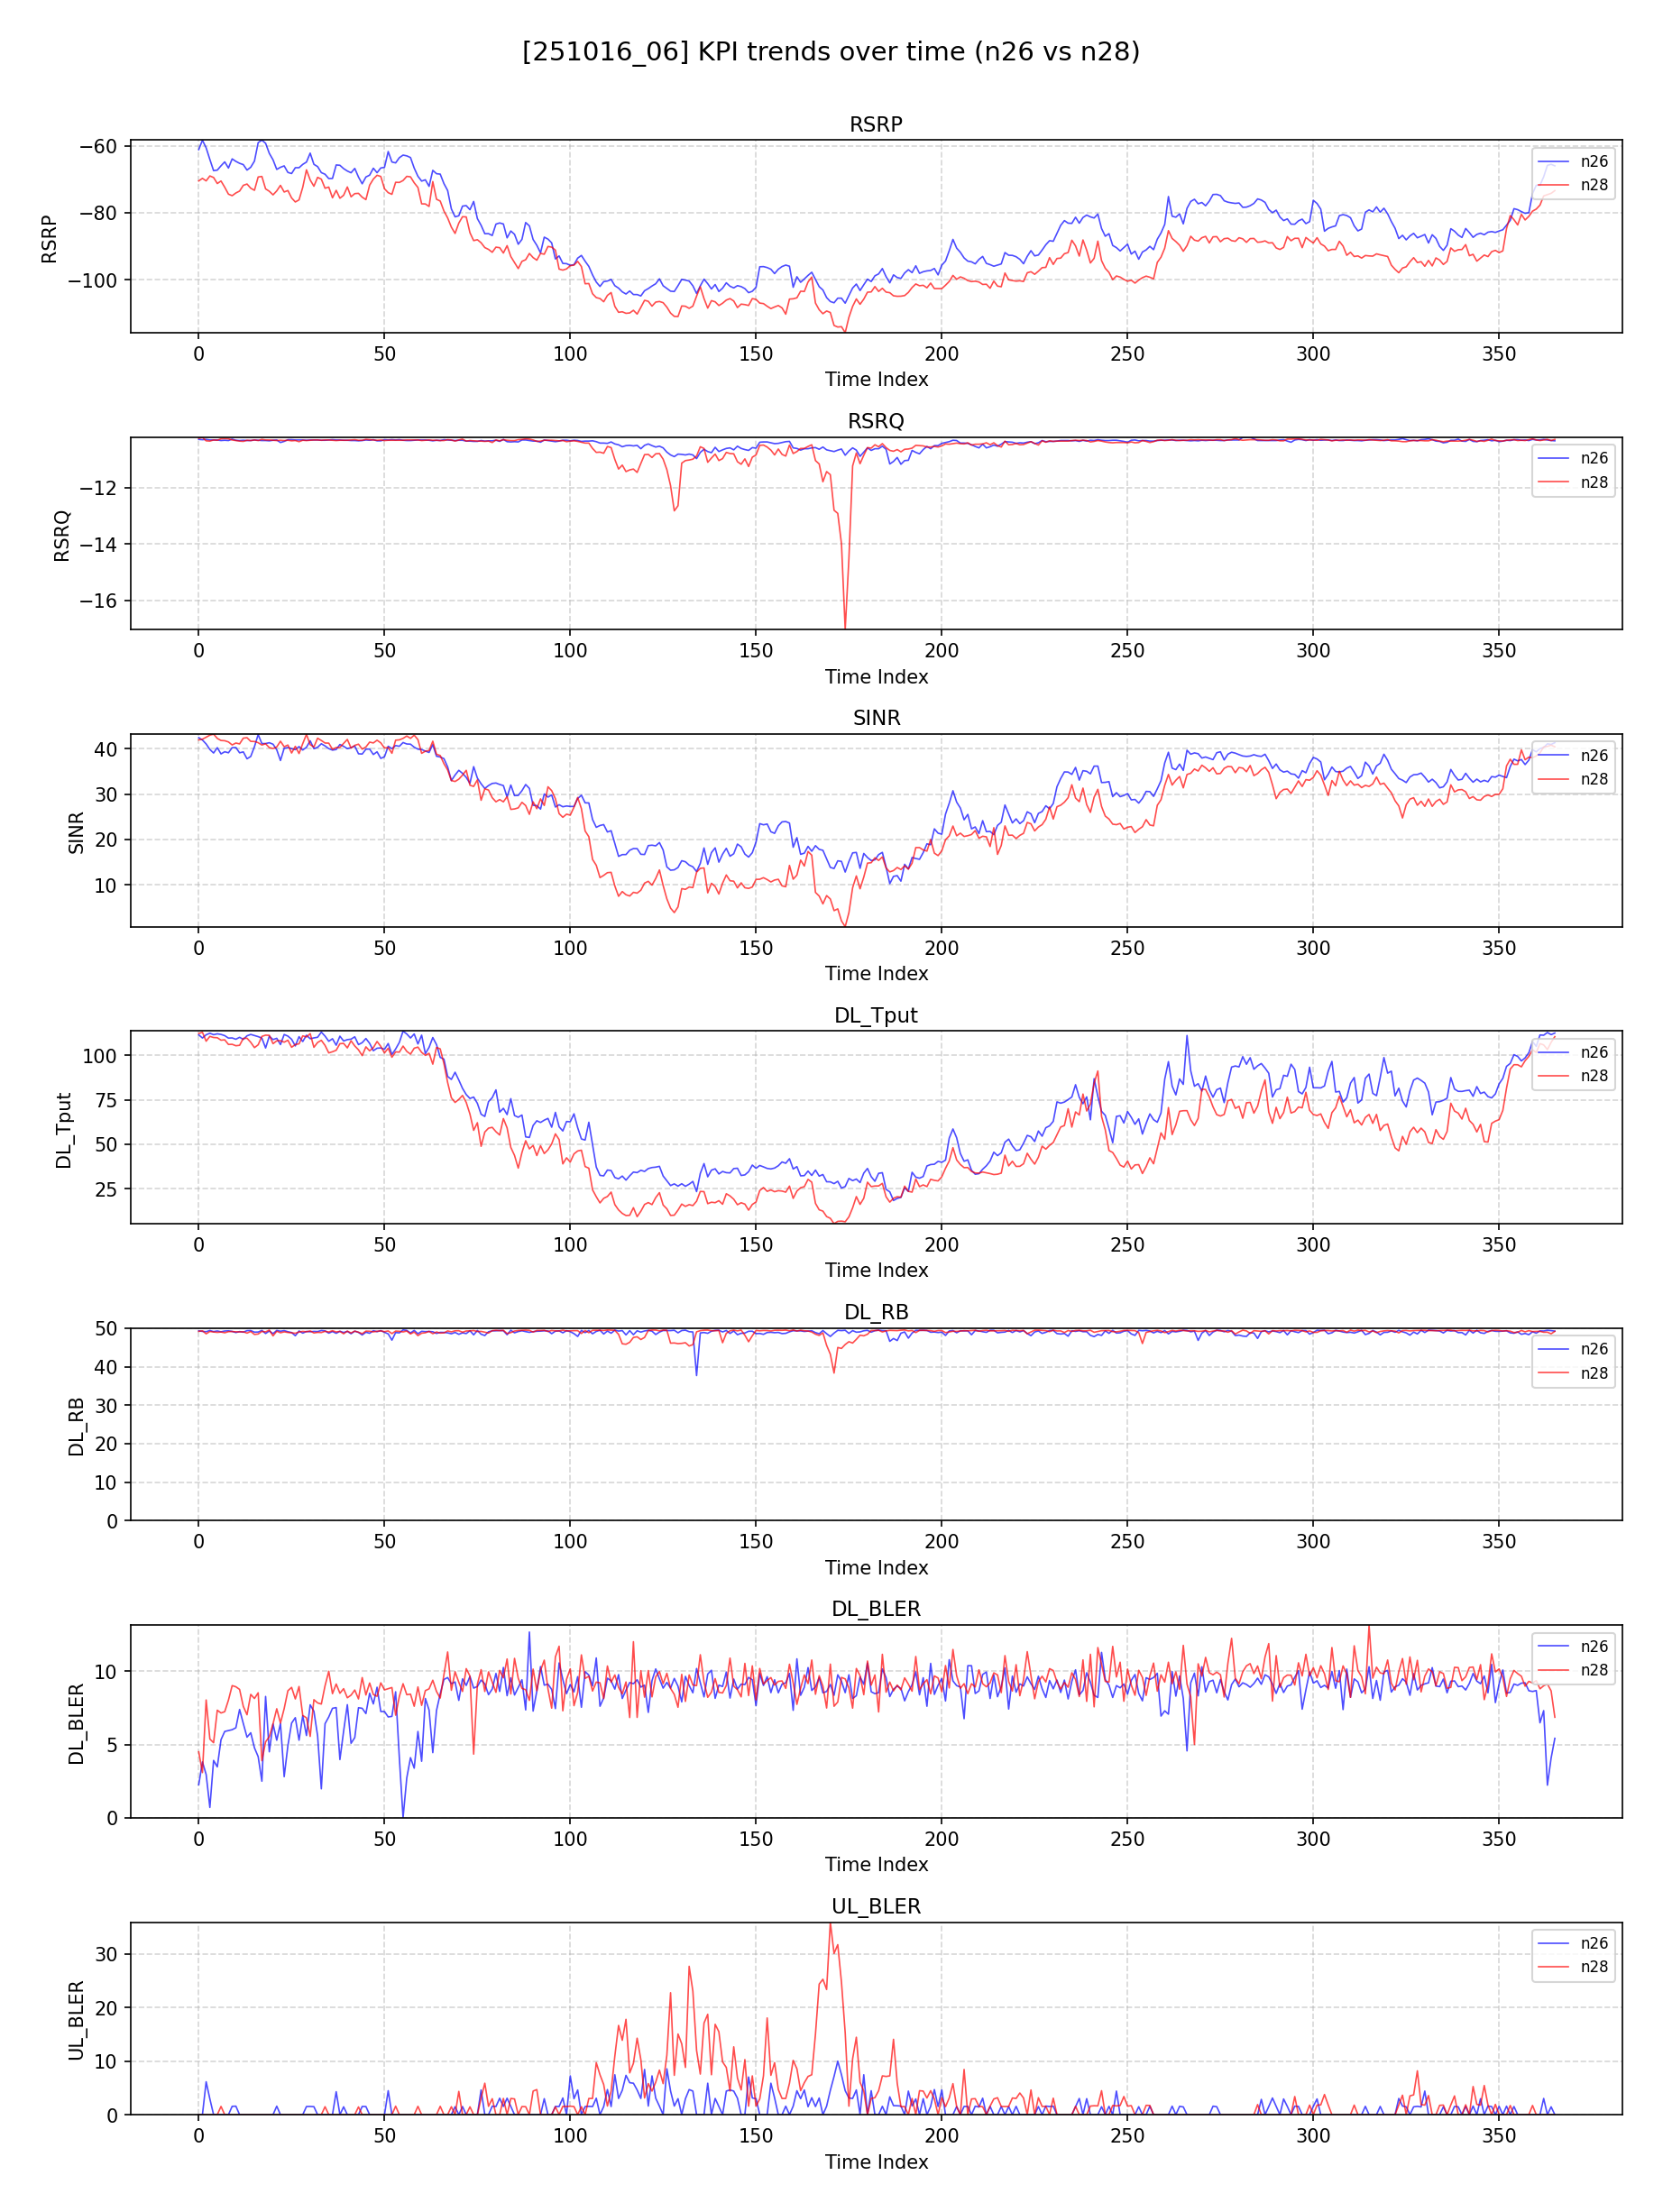 [251016_06] KPI trends over time (n26 vs n28)
RSRP
−60
−80
−100
RSRP
n26
n28
0 50 100 150 200 250 300 350
Time Index
RSRQ
−12
−14
−16
RSRQ
n26
n28
0 50 100 150 200 250 300 350
Time Index
SINR
40
30
20
10
SINR
n26
n28
0 50 100 150 200 250 300 350
Time Index
DL_Tput
100
75
50
25
DL_Tput
n26
n28
0 50 100 150 200 250 300 350
Time Index
DL_RB
50
40
30
20
10
0
DL_RB
n26
n28
0 50 100 150 200 250 300 350
Time Index
DL_BLER
10
5
0
DL_BLER
n26
n28
0 50 100 150 200 250 300 350
Time Index
UL_BLER
30
20
10
0
UL_BLER
n26
n28
0 50 100 150 200 250 300 350
Time Index